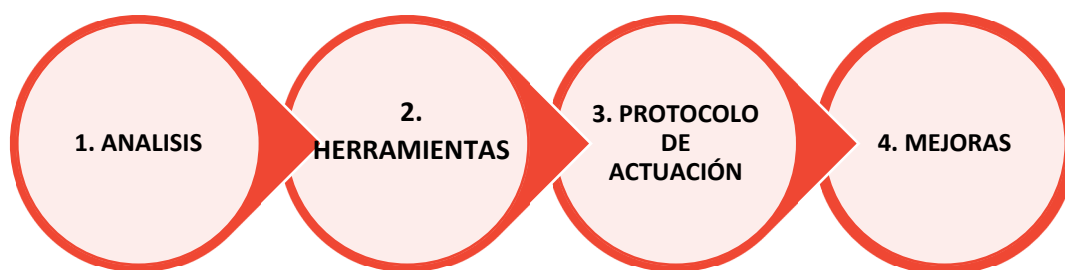 1. ANALISIS
2.
HERRAMIENTAS
3. PROTOCOLO
DE
ACTUACIÓN
4. MEJORAS